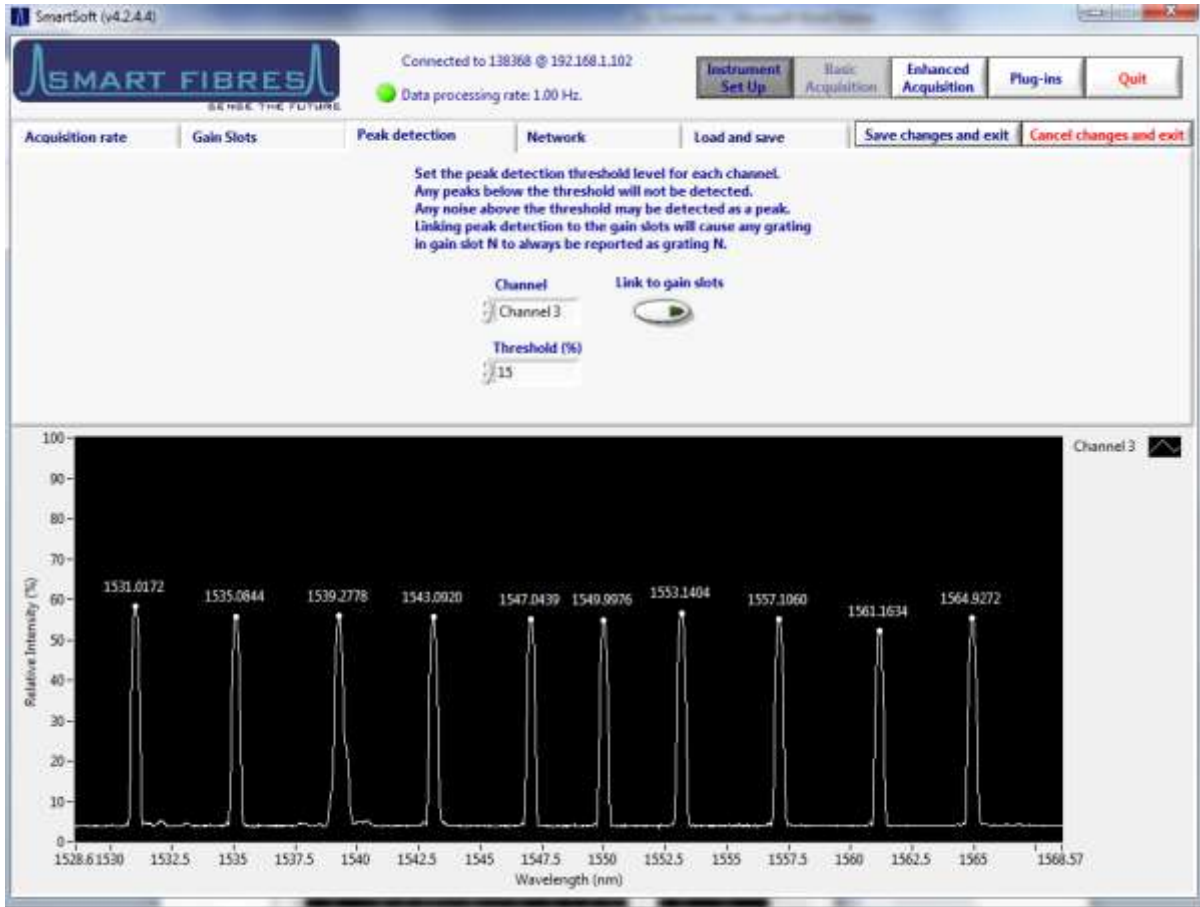 SmartSoft (v4.2.4.4)
SMART FIBRES
SENSE THE FUTURE
Connected to 138368 @ 192.168.1.102
Data processing rate: 1.00 Hz.
Instrument Set Up
Basic Acquisition
Enhanced Acquisition
Plug-ins
Quit
Acquisition rate
Gain Slots
Peak detection
Network
Load and save
Save changes and exit
Cancel changes and exit
Set the peak detection threshold level for each channel.
Any peaks below the threshold will not be detected.
Any noise above the threshold may be detected as a peak.
Linking peak detection to the gain slots will cause any grating
in gain slot N to always be reported as grating N.
Channel
Link to gain slots
Channel 3
Threshold (%)
15
Channel 3
100
90
80
70
60
50
40
30
20
10
0
Relative Intensity (%)
1531.0172
1535.0844
1539.2778
1543.0920
1547.0439
1549.9976
1553.1404
1557.1060
1561.1634
1564.9272
1528.6
1530
1532.5
1535
1537.5
1540
1542.5
1545
1547.5
1550
1552.5
1555
1557.5
1560
1562.5
1565
1568.57
Wavelength (nm)